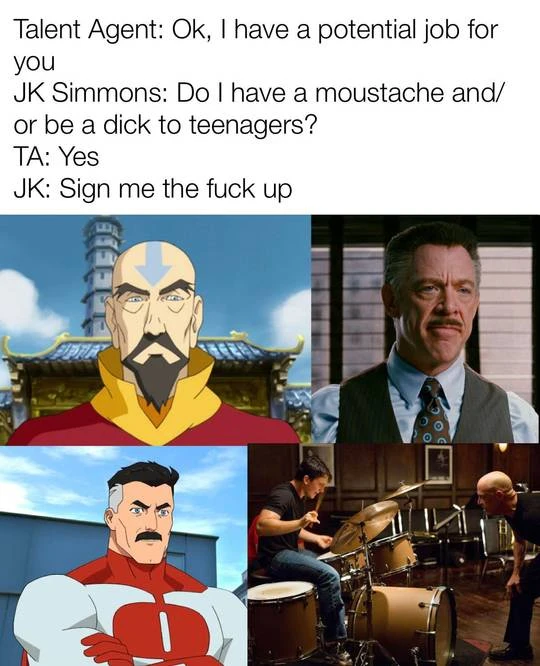 Talent Agent: Ok, I have a potential job for
you
JK Simmons: Do I have a moustache and/
or be a dick to teenagers?
TA: Yes
JK: Sign me the fuck up